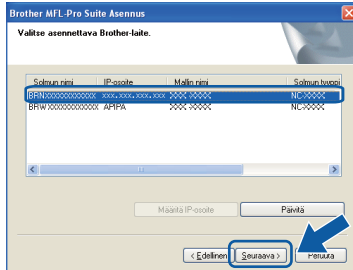 Brother MFL-Pro Suite Asennus
Valitse asennettava Brother-laite.
Solmun nimi IP-osoite Mallin nimi Solmun tyyppi
BRNXXXXXXXXXXXX xxx.xxx.xxx.xxx XXX-XXXX NC-XXXX
BRWXXXXXXXXXXXX APIPA XXX-XXXX NC-XXXX
Määritä IP-osoite Päivitä
< Edellinen Seuraava > Peruuta